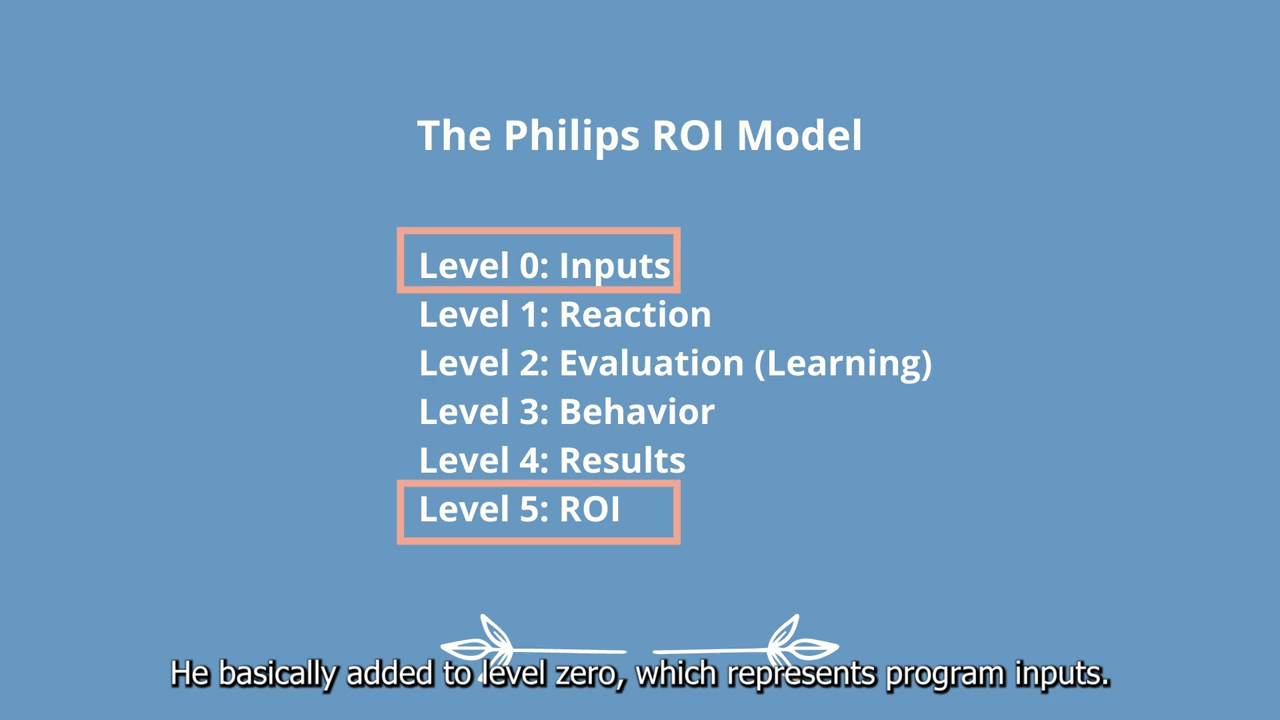 The Philips ROI Model
Level 0: Inputs
Level 1: Reaction
Level 2: Evaluation (Learning)
Level 3: Behavior
Level 4: Results
Level 5: ROI
He basically added to level zero, which represents program inputs.